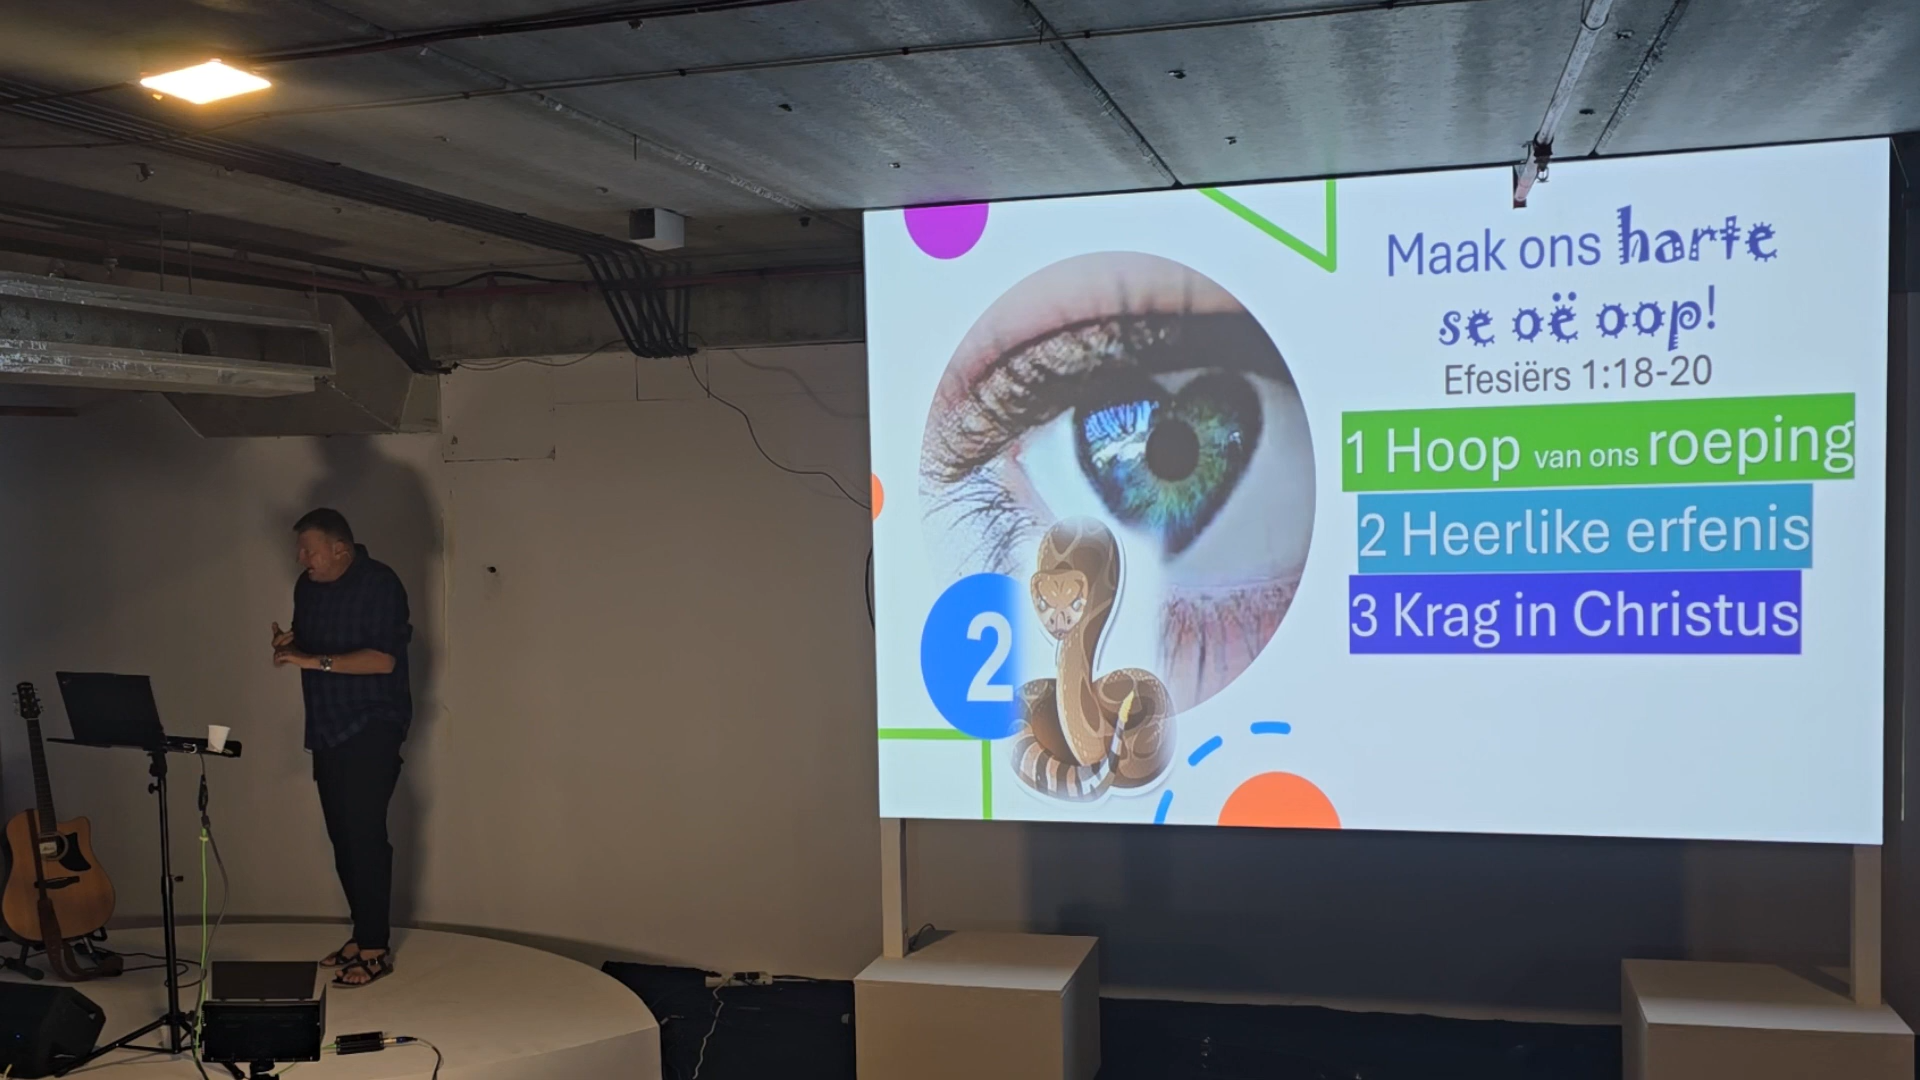 Maak ons harte
se oë oop!
Efesiërs 1:18-20
1 Hoop van ons roeping
2 Heerlike erfenis
3 Krag in Christus
2